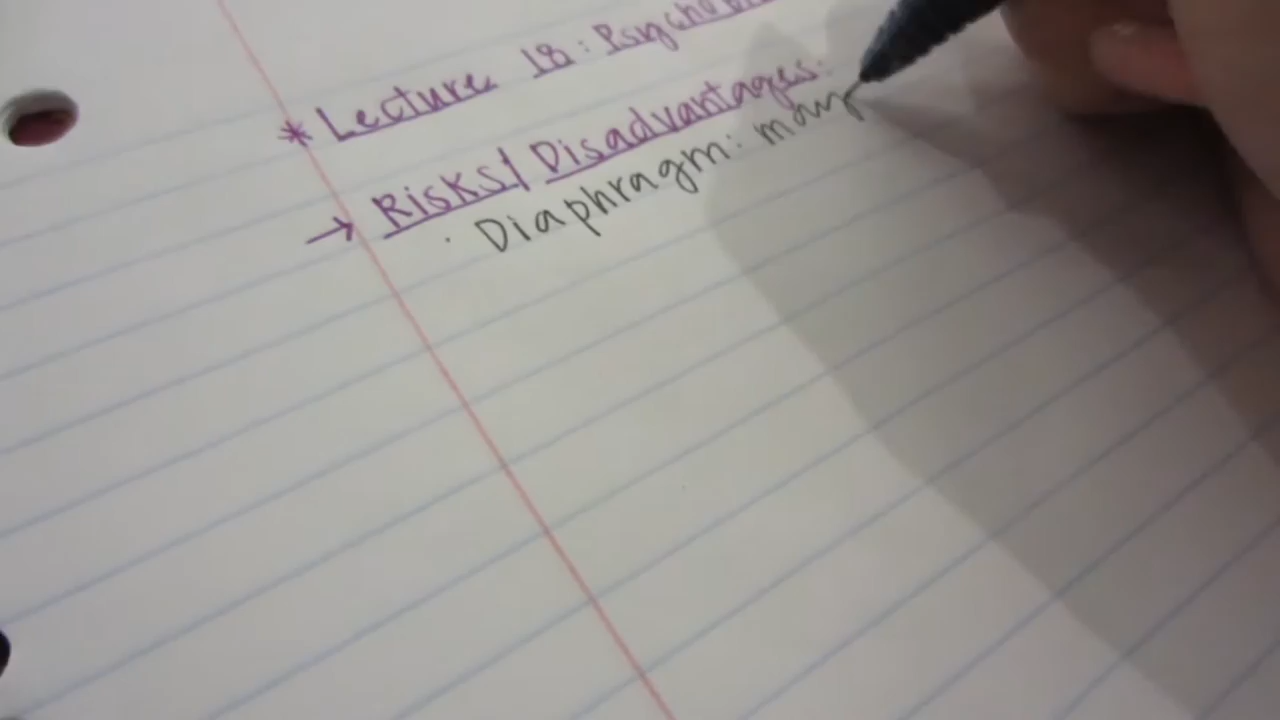 * Lecture 18:
→ Risks/Disadvantages:
· Diaphragm: may